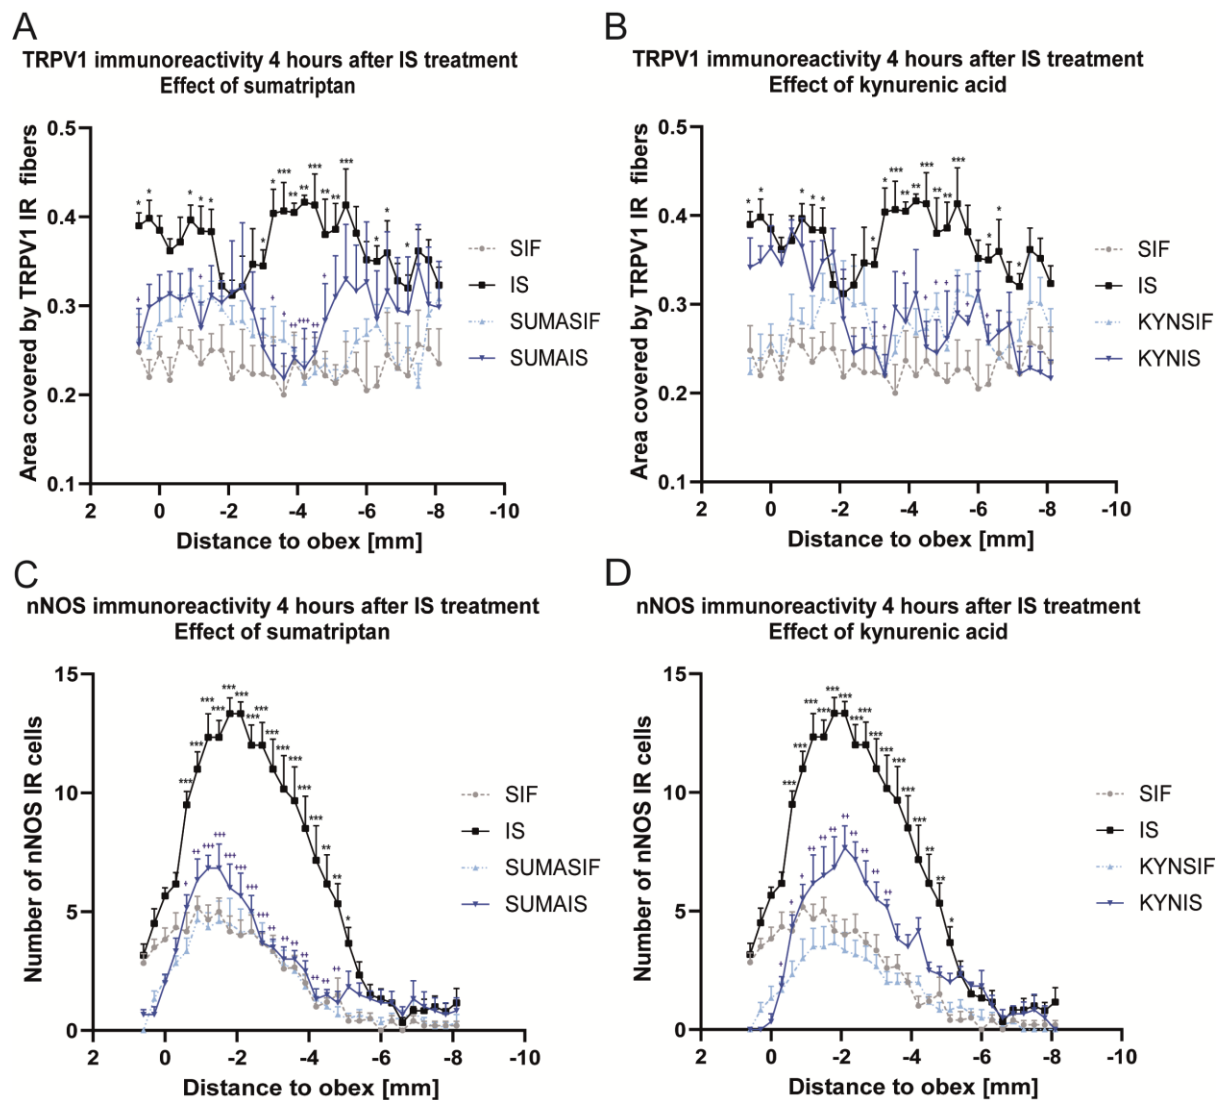 A
TRPV1 immunoreactivity 4 hours after IS treatment
Effect of sumatriptan
Area covered by TRPV1 IR fibers
0.5
0.4
0.3
0.2
0.1
2 0 -2 -4 -6 -8 -10
Distance to obex [mm]
SIF
IS
SUMASIF
SUMAIS
B
TRPV1 immunoreactivity 4 hours after IS treatment
Effect of kynurenic acid
Area covered by TRPV1 IR fibers
0.5
0.4
0.3
0.2
0.1
2 0 -2 -4 -6 -8 -10
Distance to obex [mm]
SIF
IS
KYNSIF
KYNIS
C
nNOS immunoreactivity 4 hours after IS treatment
Effect of sumatriptan
Number of nNOS IR cells
15
10
5
0
2 0 -2 -4 -6 -8 -10
Distance to obex [mm]
SIF
IS
SUMASIF
SUMAIS
D
nNOS immunoreactivity 4 hours after IS treatment
Effect of kynurenic acid
Number of nNOS IR cells
15
10
5
0
2 0 -2 -4 -6 -8 -10
Distance to obex [mm]
SIF
IS
KYNSIF
KYNIS